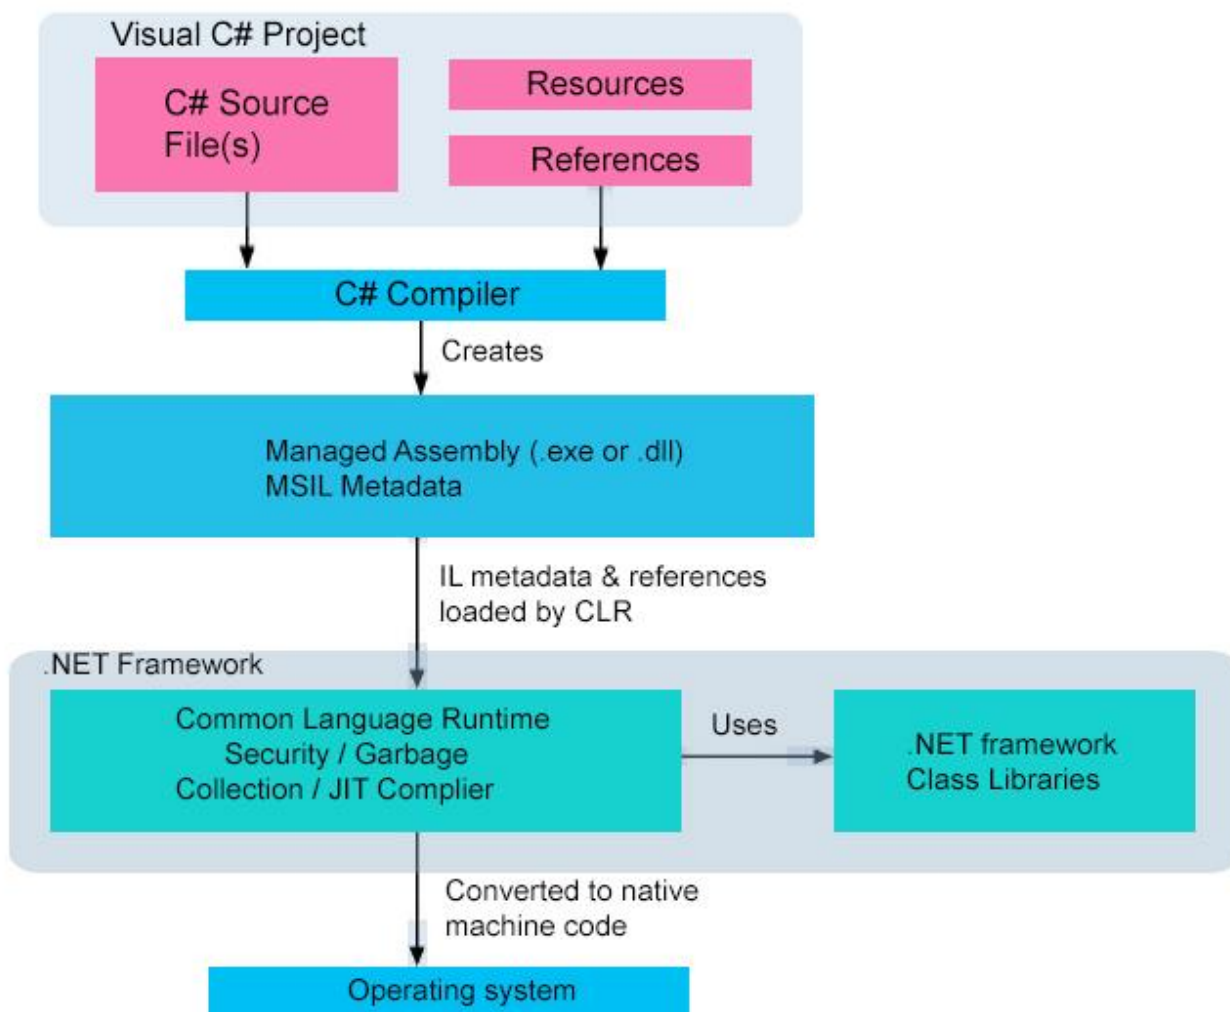 Visual C# Project
C# Source
File(s)
Resources
References
C# Compiler
Creates
Managed Assembly (.exe or .dll)
MSIL Metadata
IL metadata & references
loaded by CLR
.NET Framework
Common Language Runtime
Security / Garbage
Collection / JIT Complier
Uses
.NET framework
Class Libraries
Converted to native
machine code
Operating system